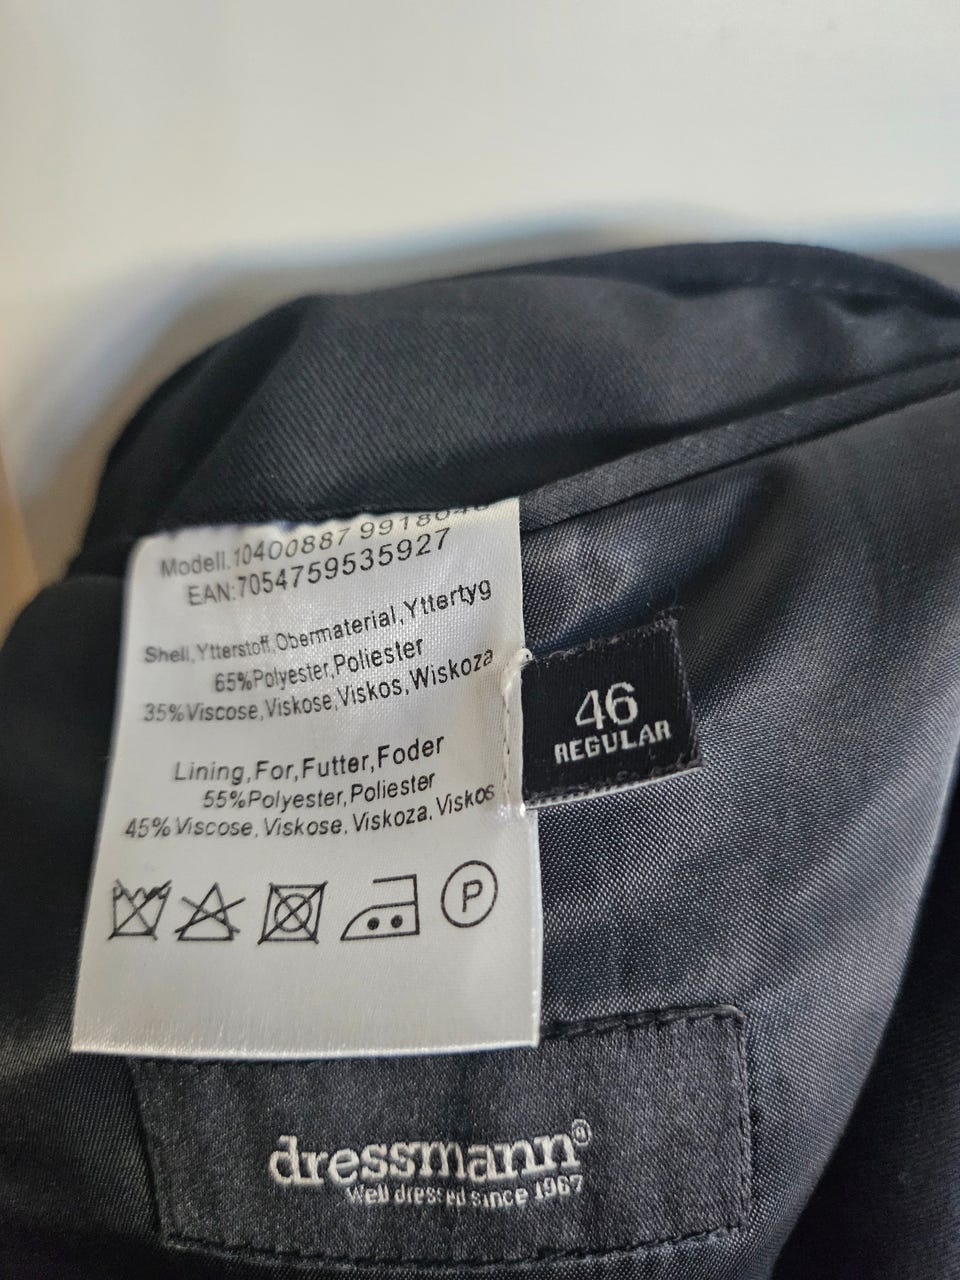 Modell.10400887 9918040
EAN:7054759535927
Shell,Ytterstoff,Obermaterial,Yttertyg
65%Polyester,Poliester
35%Viscose,Viskose,Viskos,Wiskoza
Lining,For,Futter,Foder
55%Polyester,Poliester
45%Viscose,Viskose,Viskoza,Viskos
P
46
REGULAR
dressmann®
Well dressed since 1967